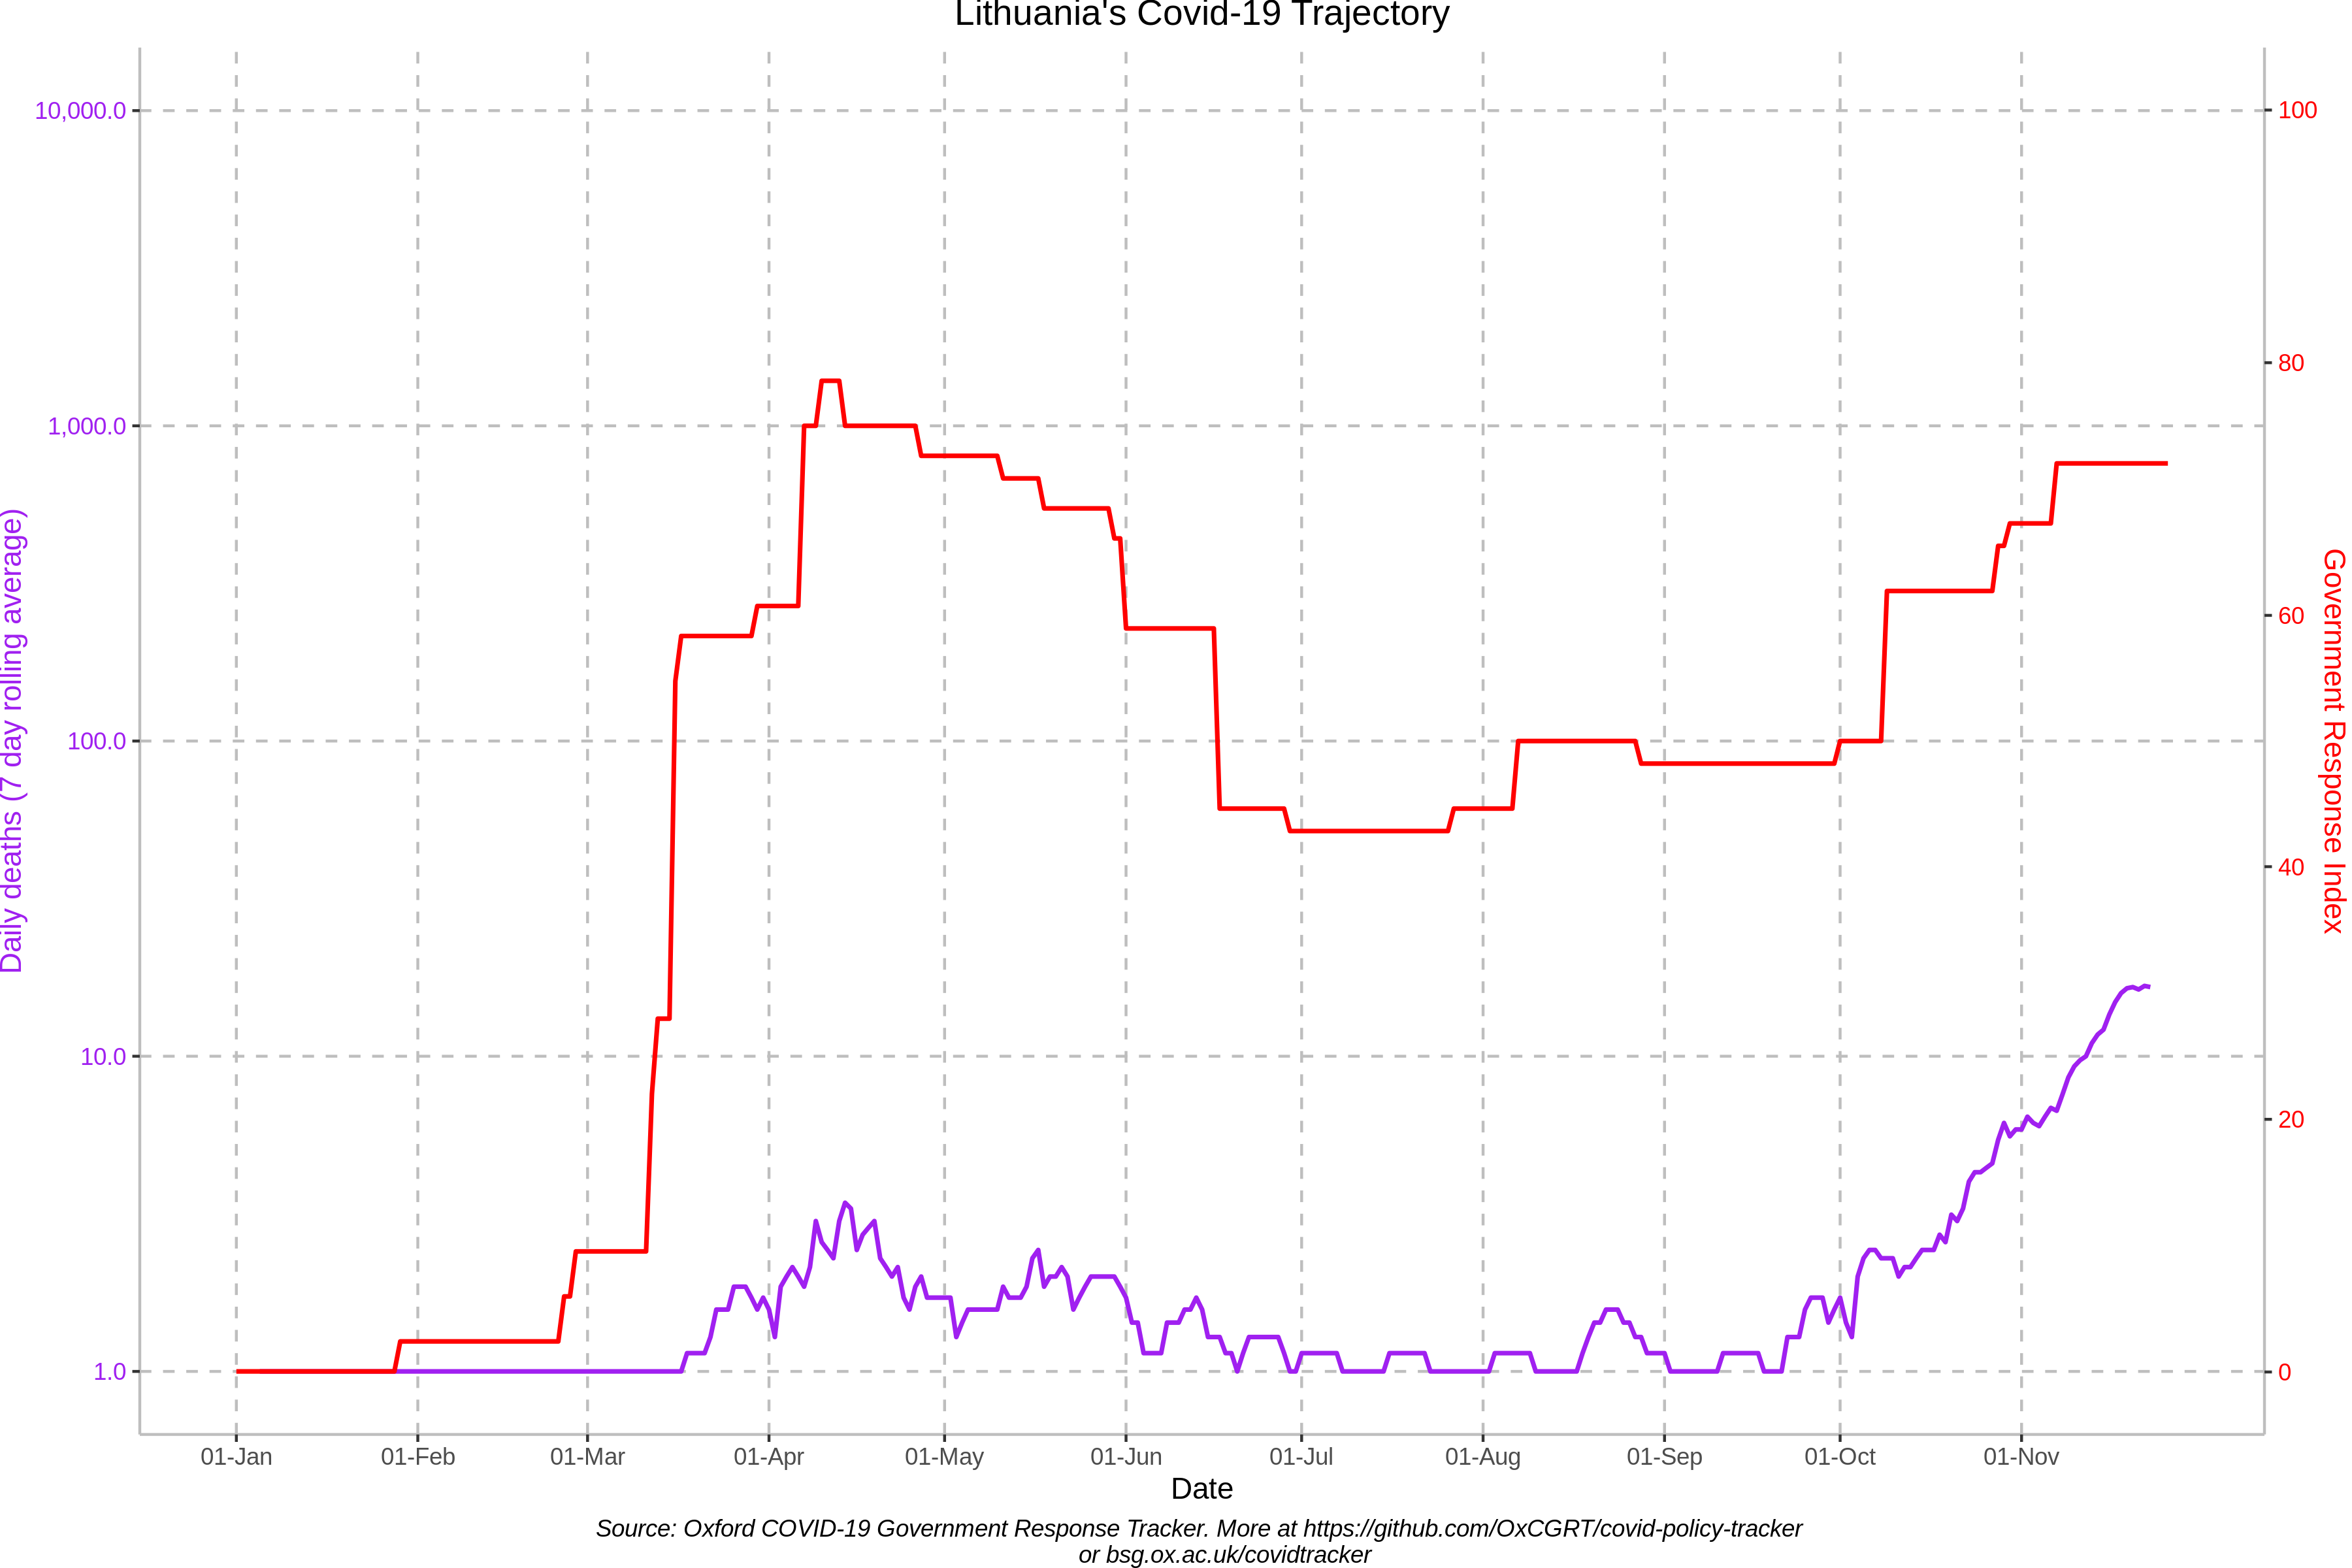 Lithuania's Covid-19 Trajectory
10,000.0
1,000.0
100.0
10.0
1.0
Daily deaths (7 day rolling average)
100
80
60
40
20
0
Government Response Index
01-Jan 01-Feb 01-Mar 01-Apr 01-May 01-Jun 01-Jul 01-Aug 01-Sep 01-Oct 01-Nov
Date
Source: Oxford COVID-19 Government Response Tracker. More at https://github.com/OxCGRT/covid-policy-tracker
or bsg.ox.ac.uk/covidtracker